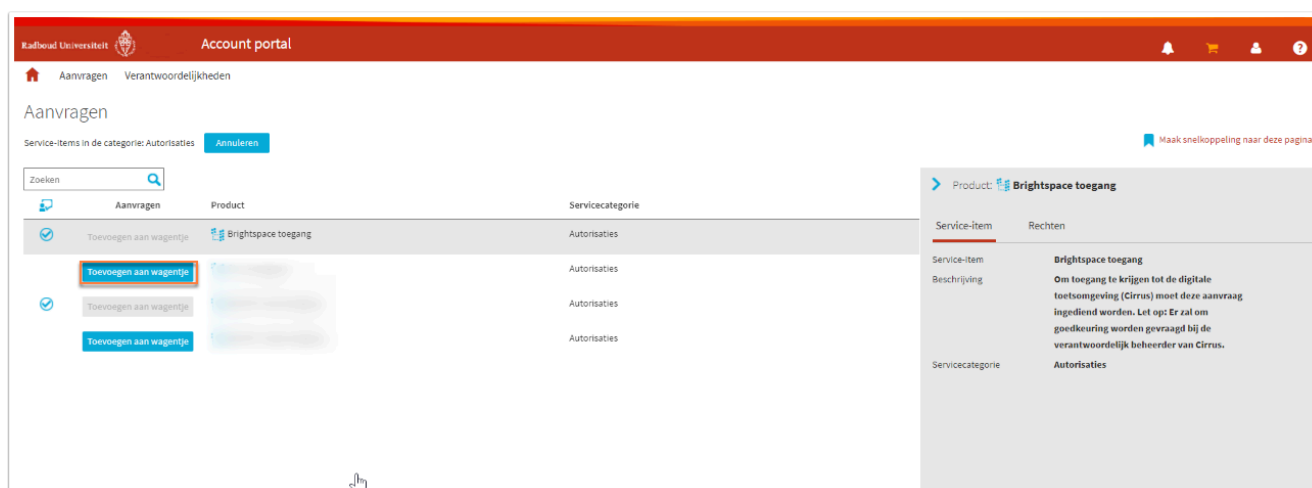 Radboud Universiteit
Account portal
Aanvragen Verantwoordelijkheden
Aanvragen
Service-items in de categorie: Autorisaties Annuleren
Maak snelkoppeling naar deze pagina
Zoeken
Aanvragen Product Servicecategorie
Toevoegen aan wagentje Brightspace toegang Autorisaties
Toevoegen aan wagentje Autorisaties
Toevoegen aan wagentje Autorisaties
Toevoegen aan wagentje Autorisaties
Product: Brightspace toegang
Service-item Rechten
Service-item Brightspace toegang
Beschrijving Om toegang te krijgen tot de digitale
toetsomgeving (Cirrus) moet deze aanvraag
ingediend worden. Let op: Er zal om
goedkeuring worden gevraagd bij de
verantwoordelijk beheerder van Cirrus.
Servicecategorie Autorisaties